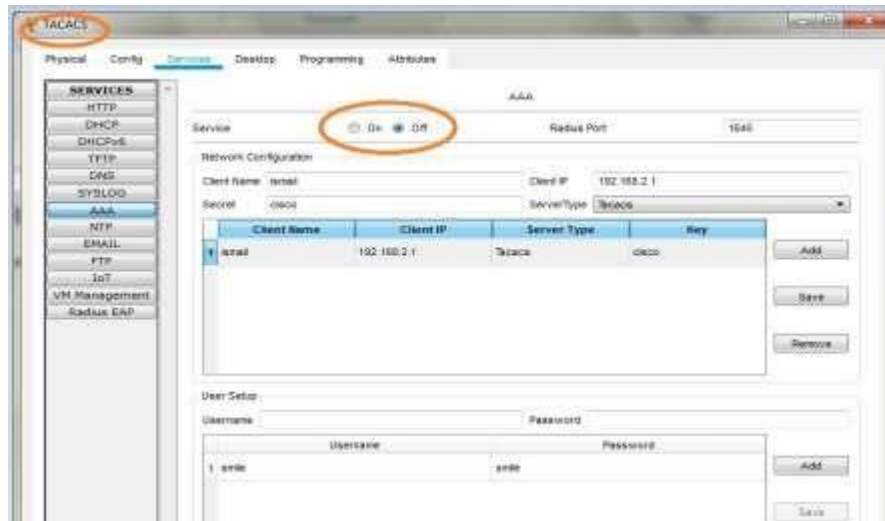 TACACS
Physical Config Services Desktop Programming Attributes
SERVICES
HTTP
DHCP
DHCPv6
TFTP
DNS
SYSLOG
AAA
NTP
EMAIL
FTP
IoT
VM Management
Radius EAP
AAA
Service On Off Radius Port 1645
Network Configuration
Client Name ismail Client IP 192.168.2.1
Secret cisco ServerType Tacacs
Client Name Client IP Server Type Key
1 ismail 192.168.2.1 Tacacs cisco
Add
Save
Remove
User Setup
Username Password
Username Password
1 smile smile
Add
Save